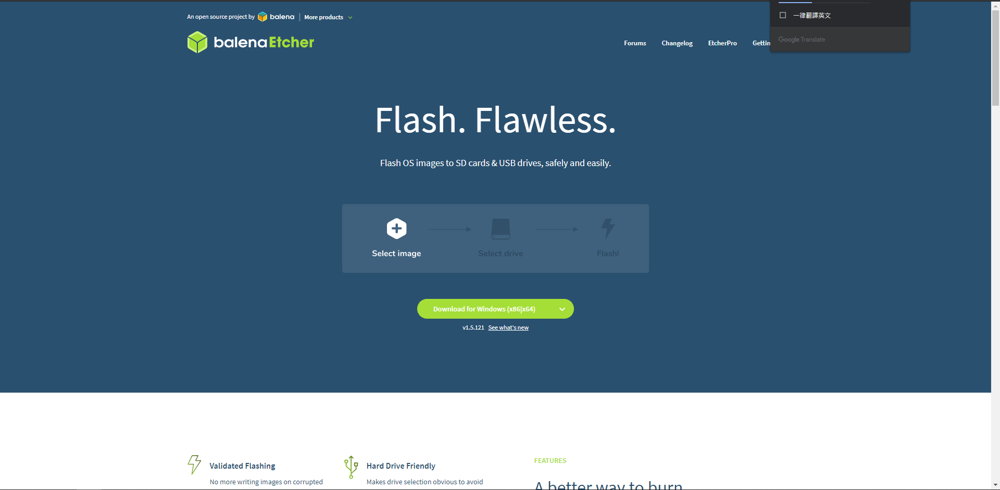 An open source project by balena | More products
一律翻譯英文
Google Translate
balenaEtcher
Forums Changelog EtcherPro Gettin
Flash. Flawless.
Flash OS images to SD cards & USB drives, safely and easily.
Select image Select drive Flash!
Download for Windows (x86|x64)
v1.5.121 See what's new
Validated Flashing
No more writing images on corrupted
Hard Drive Friendly
Makes drive selection obvious to avoid
FEATURES
A better way to burn